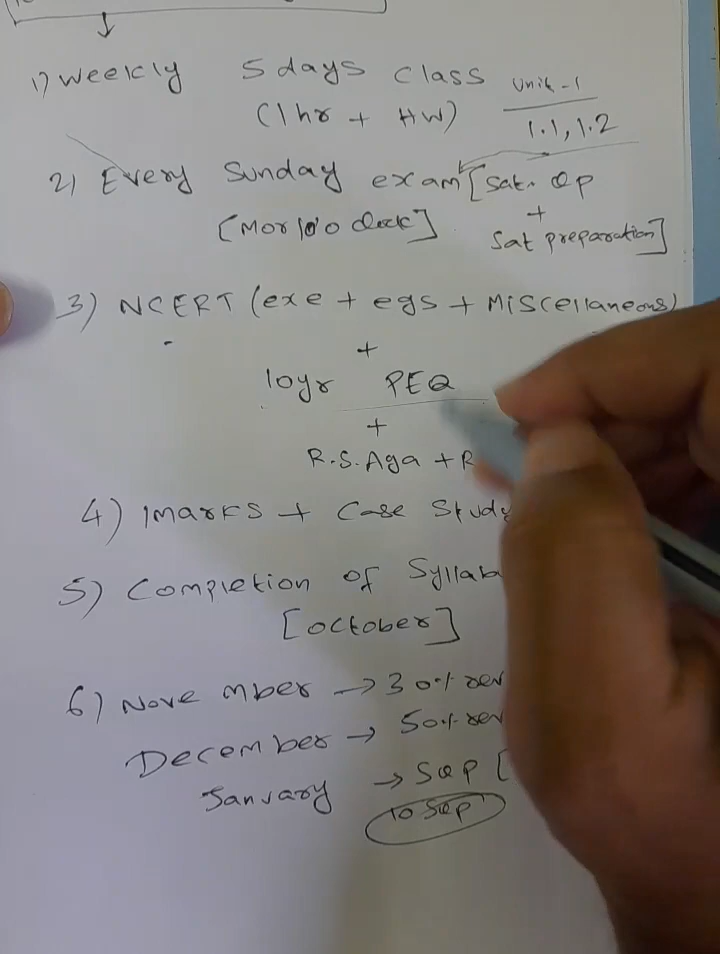 1) Weekly 5 days class Unit-1
(1hr + HW) 1.1, 1.2
2) Every Sunday exam [Sat. QP
+
[Mor 10'o clock] Sat preparation]
3) NCERT (exe + egs + Miscellaneous)
+
10yr PEQ
+
R.S. Aga + R
4) 1marks + Case Study
5) Completion of Syllab
[October]
6) November → 30% rev
December → 50% rev
January → SQP [
10 SQP